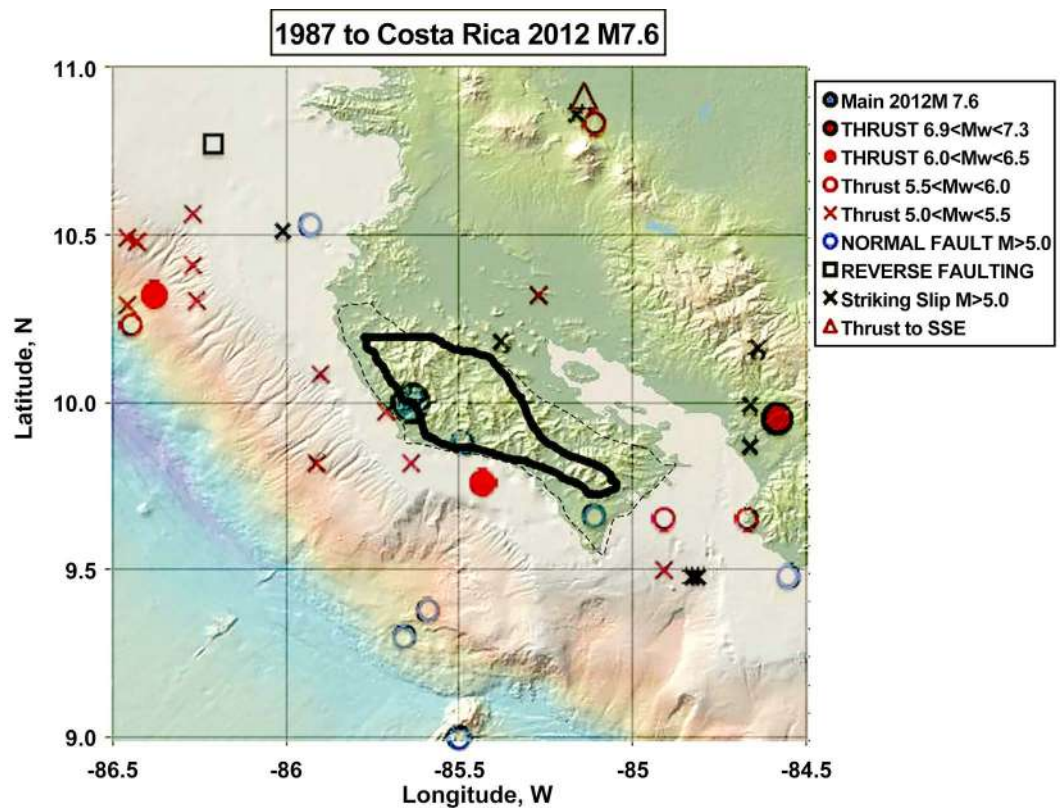 1987 to Costa Rica 2012 M7.6
11.0
10.5
10.0
9.5
9.0
Latitude, N
-86.5
-86
-85.5
-85
-84.5
Longitude, W
Main 2012M 7.6
THRUST 6.9<Mw<7.3
THRUST 6.0<Mw<6.5
Thrust 5.5<Mw<6.0
Thrust 5.0<Mw<5.5
NORMAL FAULT M>5.0
REVERSE FAULTING
Striking Slip M>5.0
Thrust to SSE